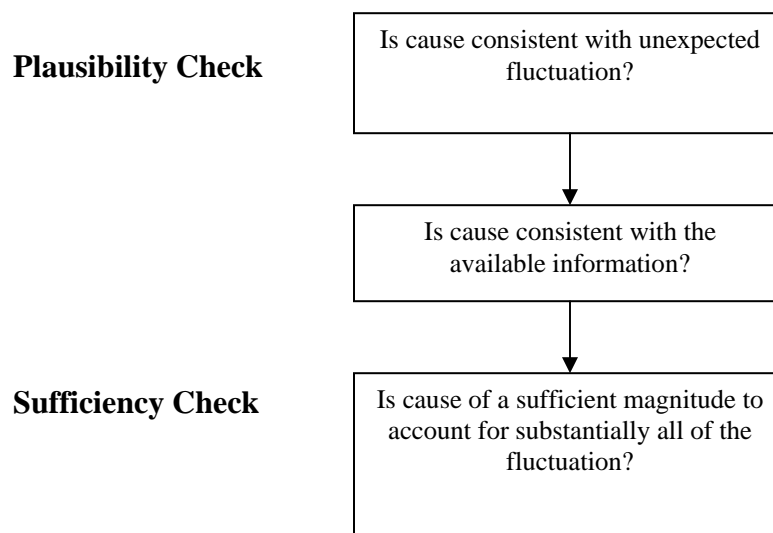 Plausibility Check
Is cause consistent with unexpected
fluctuation?
Is cause consistent with the
available information?
Sufficiency Check
Is cause of a sufficient magnitude to
account for substantially all of the
fluctuation?